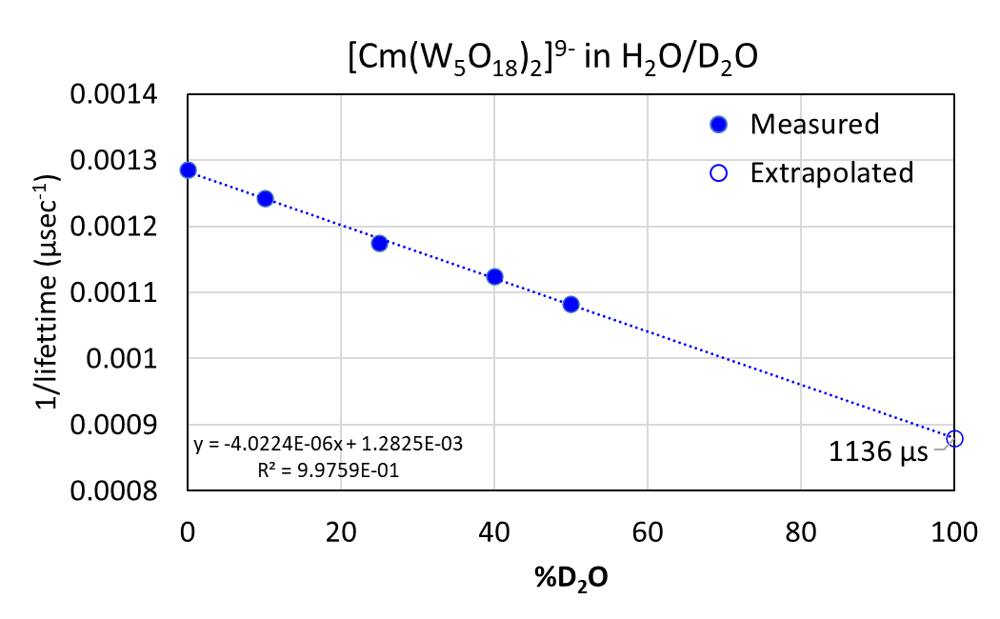 [Cm(W₅O₁₈)₂]⁹⁻ in H₂O/D₂O
0.0014
0.0013
0.0012
0.0011
0.001
0.0009
0.0008
1/lifettime (µsec⁻¹)
Measured
Extrapolated
y = -4.0224E-06x + 1.2825E-03
R² = 9.9759E-01
1136 µs
0 20 40 60 80 100
%D₂O